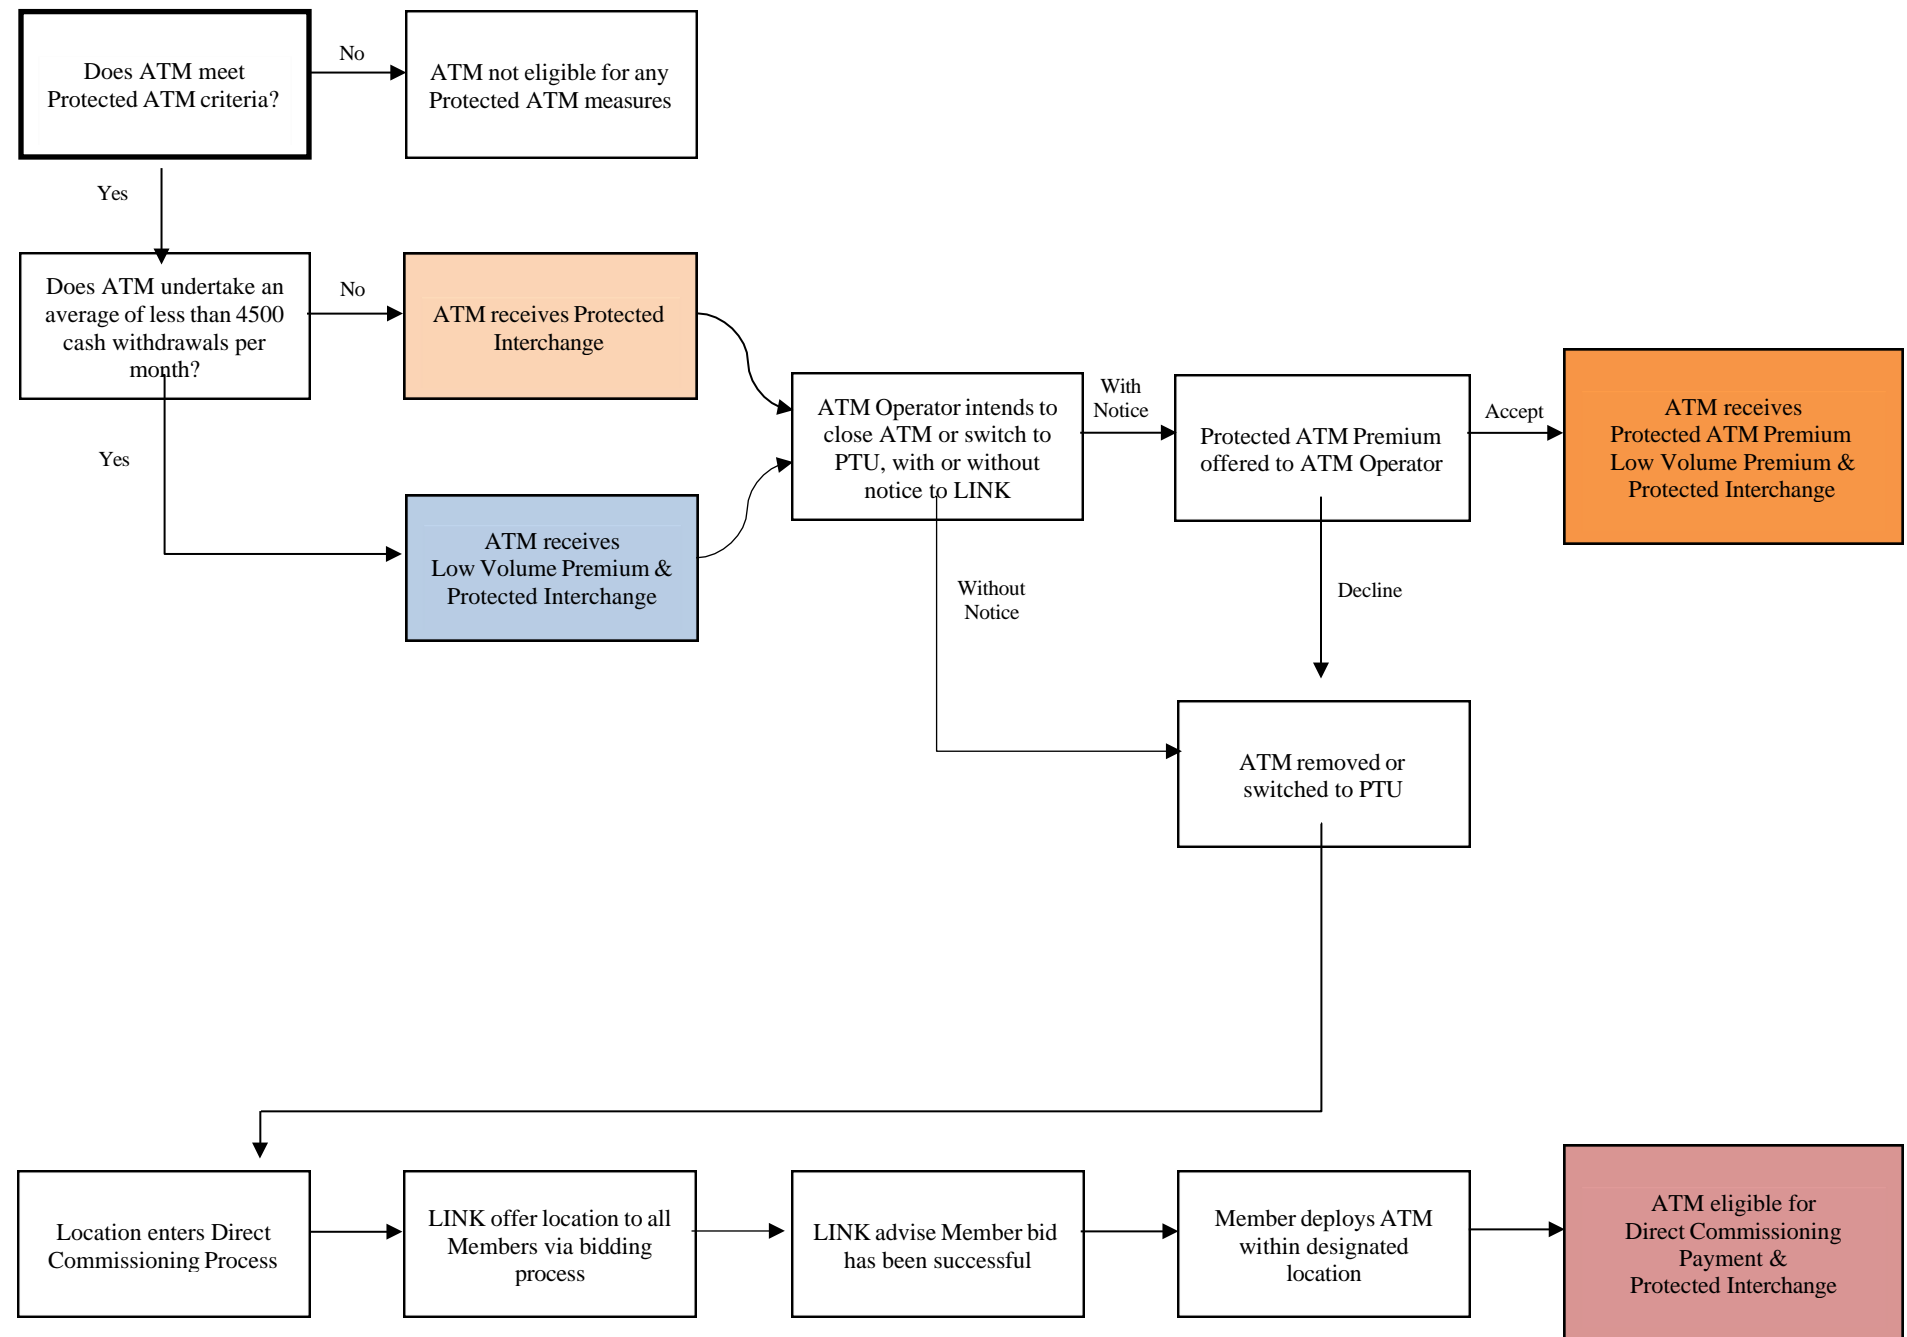 Does ATM meet
Protected ATM criteria?
No
ATM not eligible for any
Protected ATM measures
Yes
Does ATM undertake an
average of less than 4500
cash withdrawals per
month?
No
ATM receives Protected
Interchange
Yes
ATM receives
Low Volume Premium &
Protected Interchange
ATM Operator intends to
close ATM or switch to
PTU, with or without
notice to LINK
With
Notice
Protected ATM Premium
offered to ATM Operator
Accept
ATM receives
Protected ATM Premium
Low Volume Premium &
Protected Interchange
Without
Notice
Decline
ATM removed or
switched to PTU
Location enters Direct
Commissioning Process
LINK offer location to all
Members via bidding
process
LINK advise Member bid
has been successful
Member deploys ATM
within designated
location
ATM eligible for
Direct Commissioning
Payment &
Protected Interchange